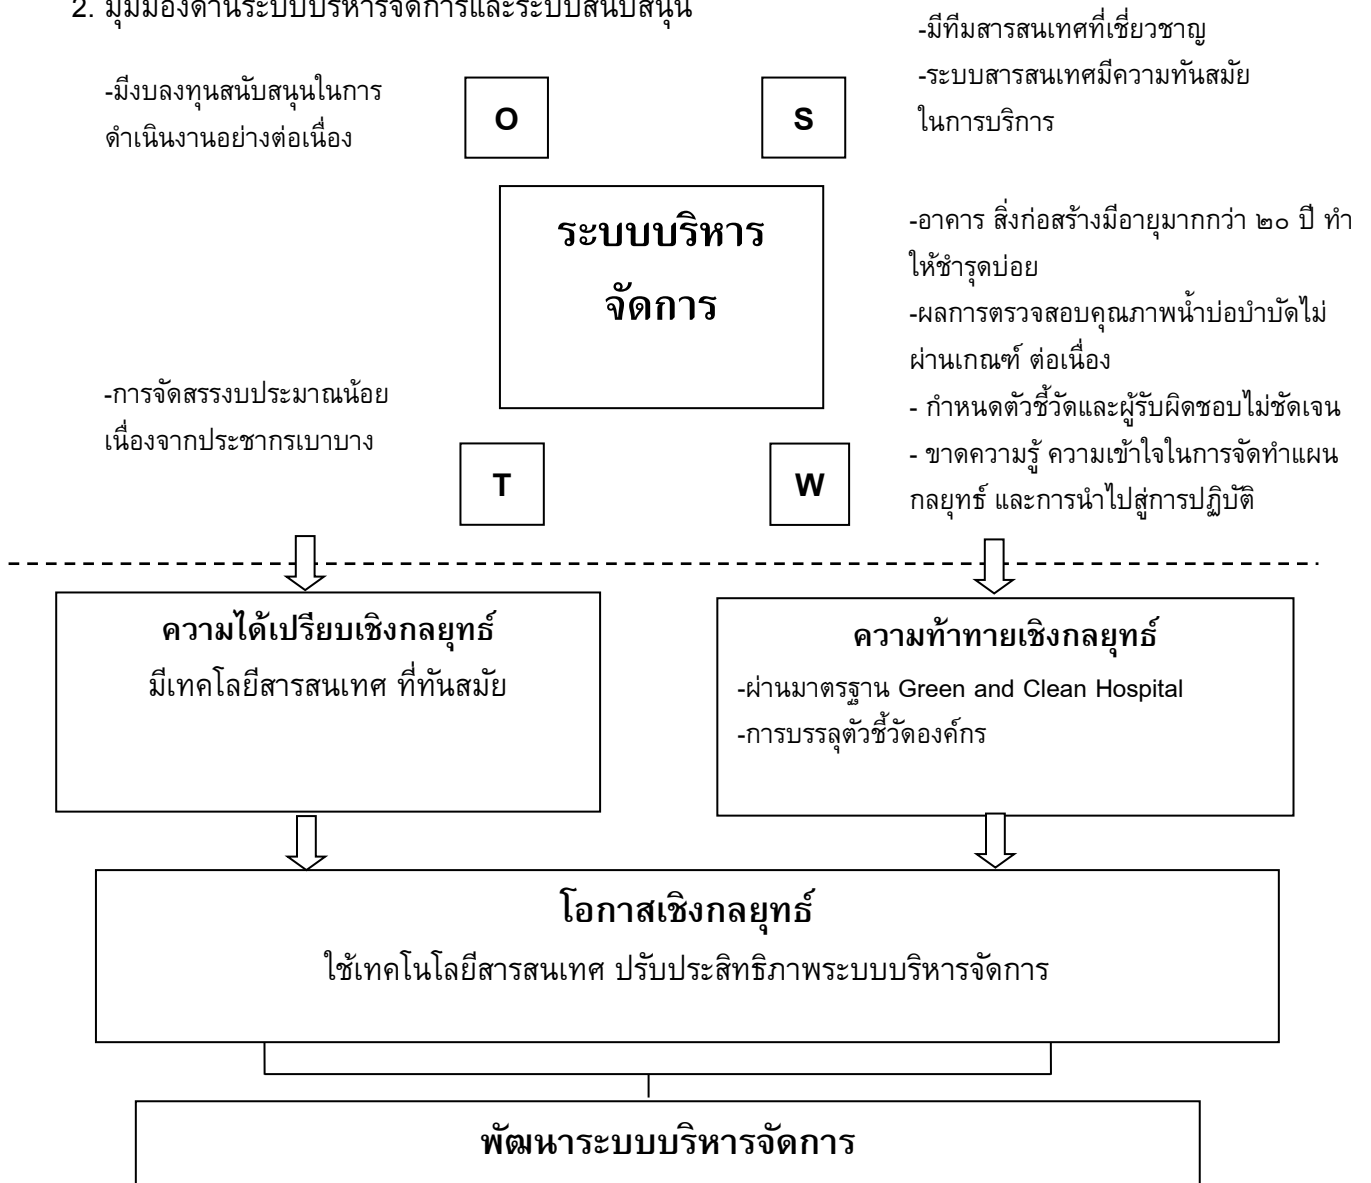 2. มุมมองด้านระบบบริหารจัดการและระบบสนับสนุน
-มีงบลงทุนสนับสนุนในการ
ดำเนินงานอย่างต่อเนื่อง
O
S
-มีทีมสารสนเทศที่เชี่ยวชาญ
-ระบบสารสนเทศมีความทันสมัย
ในการบริการ
ระบบบริหาร
จัดการ
-การจัดสรรงบประมาณน้อย
เนื่องจากประชากรเบาบาง
T
W
-อาคาร สิ่งก่อสร้างมีอายุมากกว่า ๒๐ ปี ทำ
ให้ชำรุดบ่อย
-ผลการตรวจสอบคุณภาพน้ำบ่อบำบัดไม่
ผ่านเกณฑ์ ต่อเนื่อง
- กำหนดตัวชี้วัดและผู้รับผิดชอบไม่ชัดเจน
- ขาดความรู้ ความเข้าใจในการจัดทำแผน
กลยุทธ์ และการนำไปสู่การปฏิบัติ
ความได้เปรียบเชิงกลยุทธ์
มีเทคโลยีสารสนเทศ ที่ทันสมัย
ความท้าทายเชิงกลยุทธ์
-ผ่านมาตรฐาน Green and Clean Hospital
-การบรรลุตัวชี้วัดองค์กร
โอกาสเชิงกลยุทธ์
ใช้เทคโนโลยีสารสนเทศ ปรับประสิทธิภาพระบบบริหารจัดการ
พัฒนาระบบบริหารจัดการ